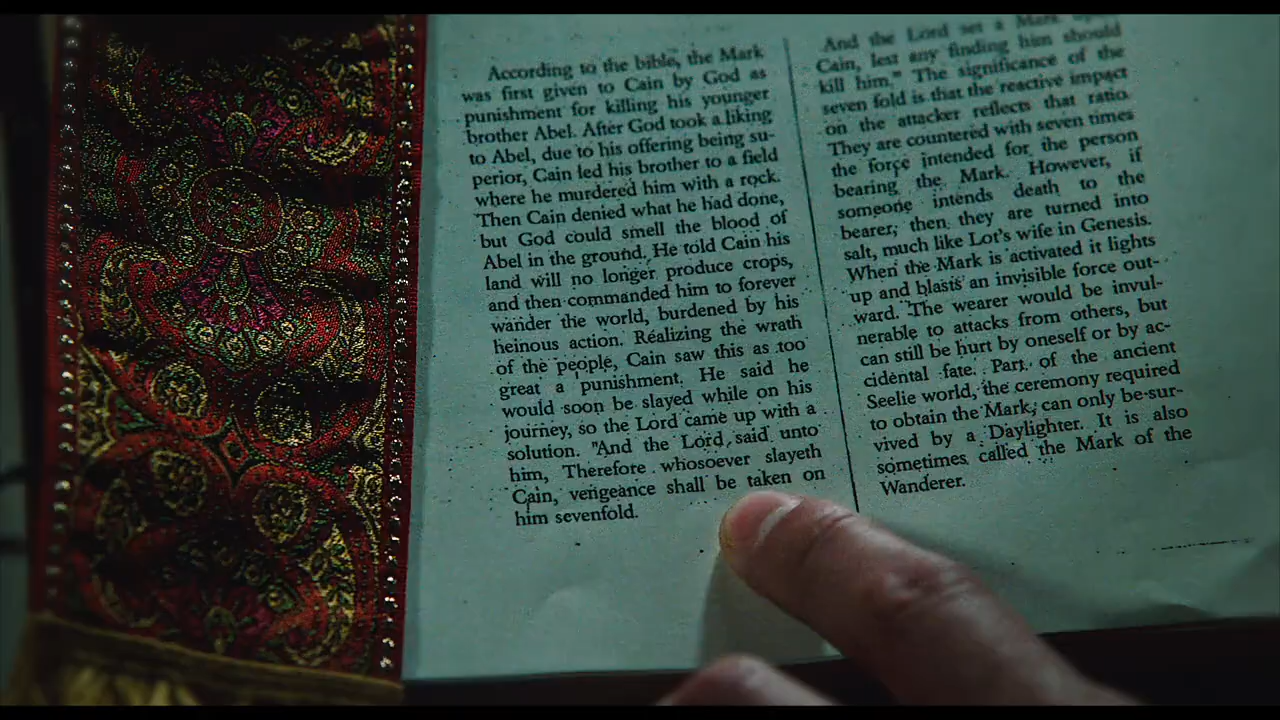 According to the bible, the Mark
was first given to Cain by God as
punishment for killing his younger
brother Abel. After God took a liking
to Abel, due to his offering being su-
perior, Cain led his brother to a field
where he murdered him with a rock.
Then Cain denied what he had done,
but God could smell the blood of
Abel in the ground. He told Cain his
land will no longer produce crops,
and then commanded him to forever
wander the world, burdened by his
heinous action. Realizing the wrath
of the people, Cain saw this as too
great a punishment. He said he
would soon be slayed while on his
journey, so the Lord came up with a
solution. "And the Lord said unto
him, Therefore whosoever slayeth
Cain, vengeance shall be taken on
him sevenfold.
And the Lord set a Mark upon
Cain, lest any finding him should
kill him." The significance of the
seven fold is that the reactive impact
on the attacker reflects that ratio.
They are countered with seven times
the force intended for the person
bearing the Mark. However, if
someone intends death to the
bearer; then they are turned into
salt, much like Lot's wife in Genesis.
When the Mark is activated it lights
up and blasts an invisible force out-
ward. The wearer would be invul-
nerable to attacks from others, but
can still be hurt by oneself or by ac-
cidental fate. Part of the ancient
Seelie world, the ceremony required
to obtain the Mark, can only be sur-
vived by a Daylighter. It is also
sometimes called the Mark of the
Wanderer.